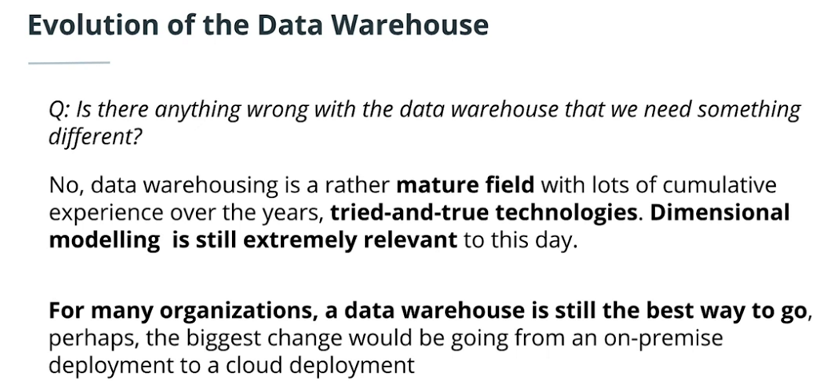 Evolution of the Data Warehouse
Q: Is there anything wrong with the data warehouse that we need something
different?
No, data warehousing is a rather mature field with lots of cumulative
experience over the years, tried-and-true technologies. Dimensional
modelling  is still extremely relevant to this day.
For many organizations, a data warehouse is still the best way to go,
perhaps, the biggest change would be going from an on-premise
deployment to a cloud deployment